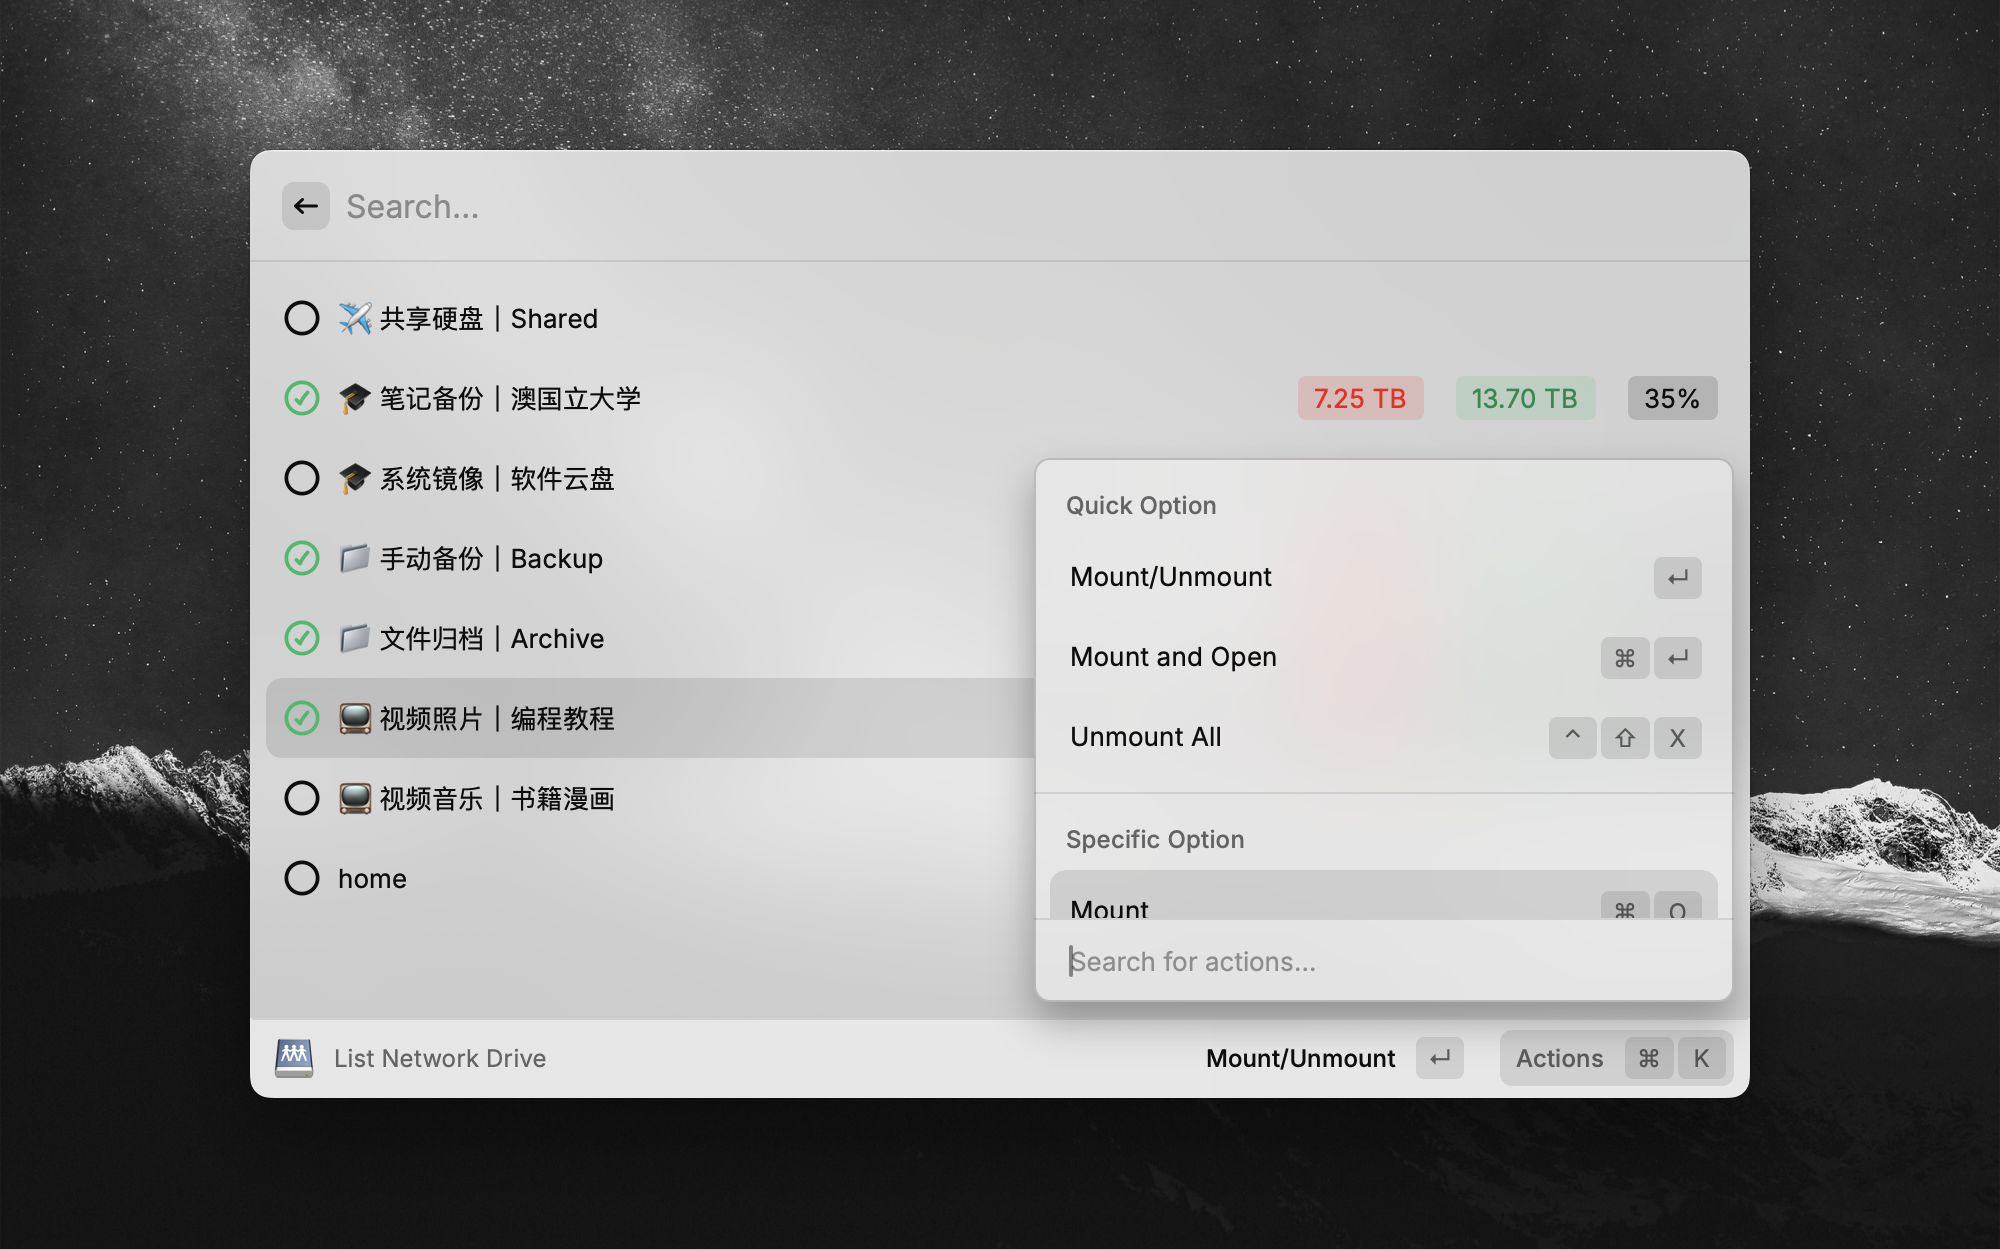 Search...
共享硬盘 | Shared
笔记备份 | 澳国立大学 7.25 TB 13.70 TB 35%
系统镜像 | 软件云盘
手动备份 | Backup
文件归档 | Archive
视频照片 | 编程教程
视频音乐 | 书籍漫画
home
Quick Option
Mount/Unmount ↵
Mount and Open ⌘ ↵
Unmount All ^ ⇧ X
Specific Option
Mount ⌘ O
Search for actions...
List Network Drive
Mount/Unmount ↵
Actions ⌘ K